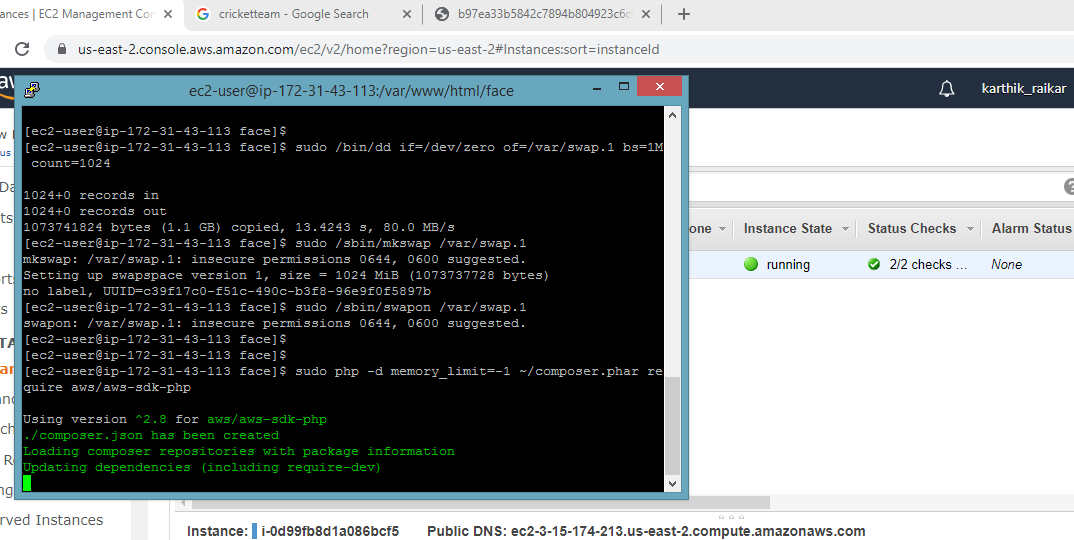 ances | EC2 Management Co
cricketteam - Google Search
b97ea33b5842c7894b804923c6c
us-east-2.console.aws.amazon.com/ec2/v2/home?region=us-east-2#Instances:sort=instanceId
ec2-user@ip-172-31-43-113:/var/www/html/face
karthik_raikar
[ec2-user@ip-172-31-43-113 face]$
[ec2-user@ip-172-31-43-113 face]$ sudo /bin/dd if=/dev/zero of=/var/swap.1 bs=1M
count=1024
1024+0 records in
1024+0 records out
1073741824 bytes (1.1 GB) copied, 13.4243 s, 80.0 MB/s
[ec2-user@ip-172-31-43-113 face]$ sudo /sbin/mkswap /var/swap.1
mkswap: /var/swap.1: insecure permissions 0644, 0600 suggested.
Setting up swapspace version 1, size = 1024 MiB (1073737728 bytes)
no label, UUID=c39f17c0-f51c-490c-b3f8-96e9f0f5897b
[ec2-user@ip-172-31-43-113 face]$ sudo /sbin/swapon /var/swap.1
swapon: /var/swap.1: insecure permissions 0644, 0600 suggested.
[ec2-user@ip-172-31-43-113 face]$
[ec2-user@ip-172-31-43-113 face]$
[ec2-user@ip-172-31-43-113 face]$ sudo php -d memory_limit=-1 ~/composer.phar re
quire aws/aws-sdk-php
Using version ^2.8 for aws/aws-sdk-php
./composer.json has been created
Loading composer repositories with package information
Updating dependencies (including require-dev)
one Instance State Status Checks Alarm Status
running 2/2 checks ... None
rved Instances
Instance: i-0d99fb8d1a086bcf5 Public DNS: ec2-3-15-174-213.us-east-2.compute.amazonaws.com